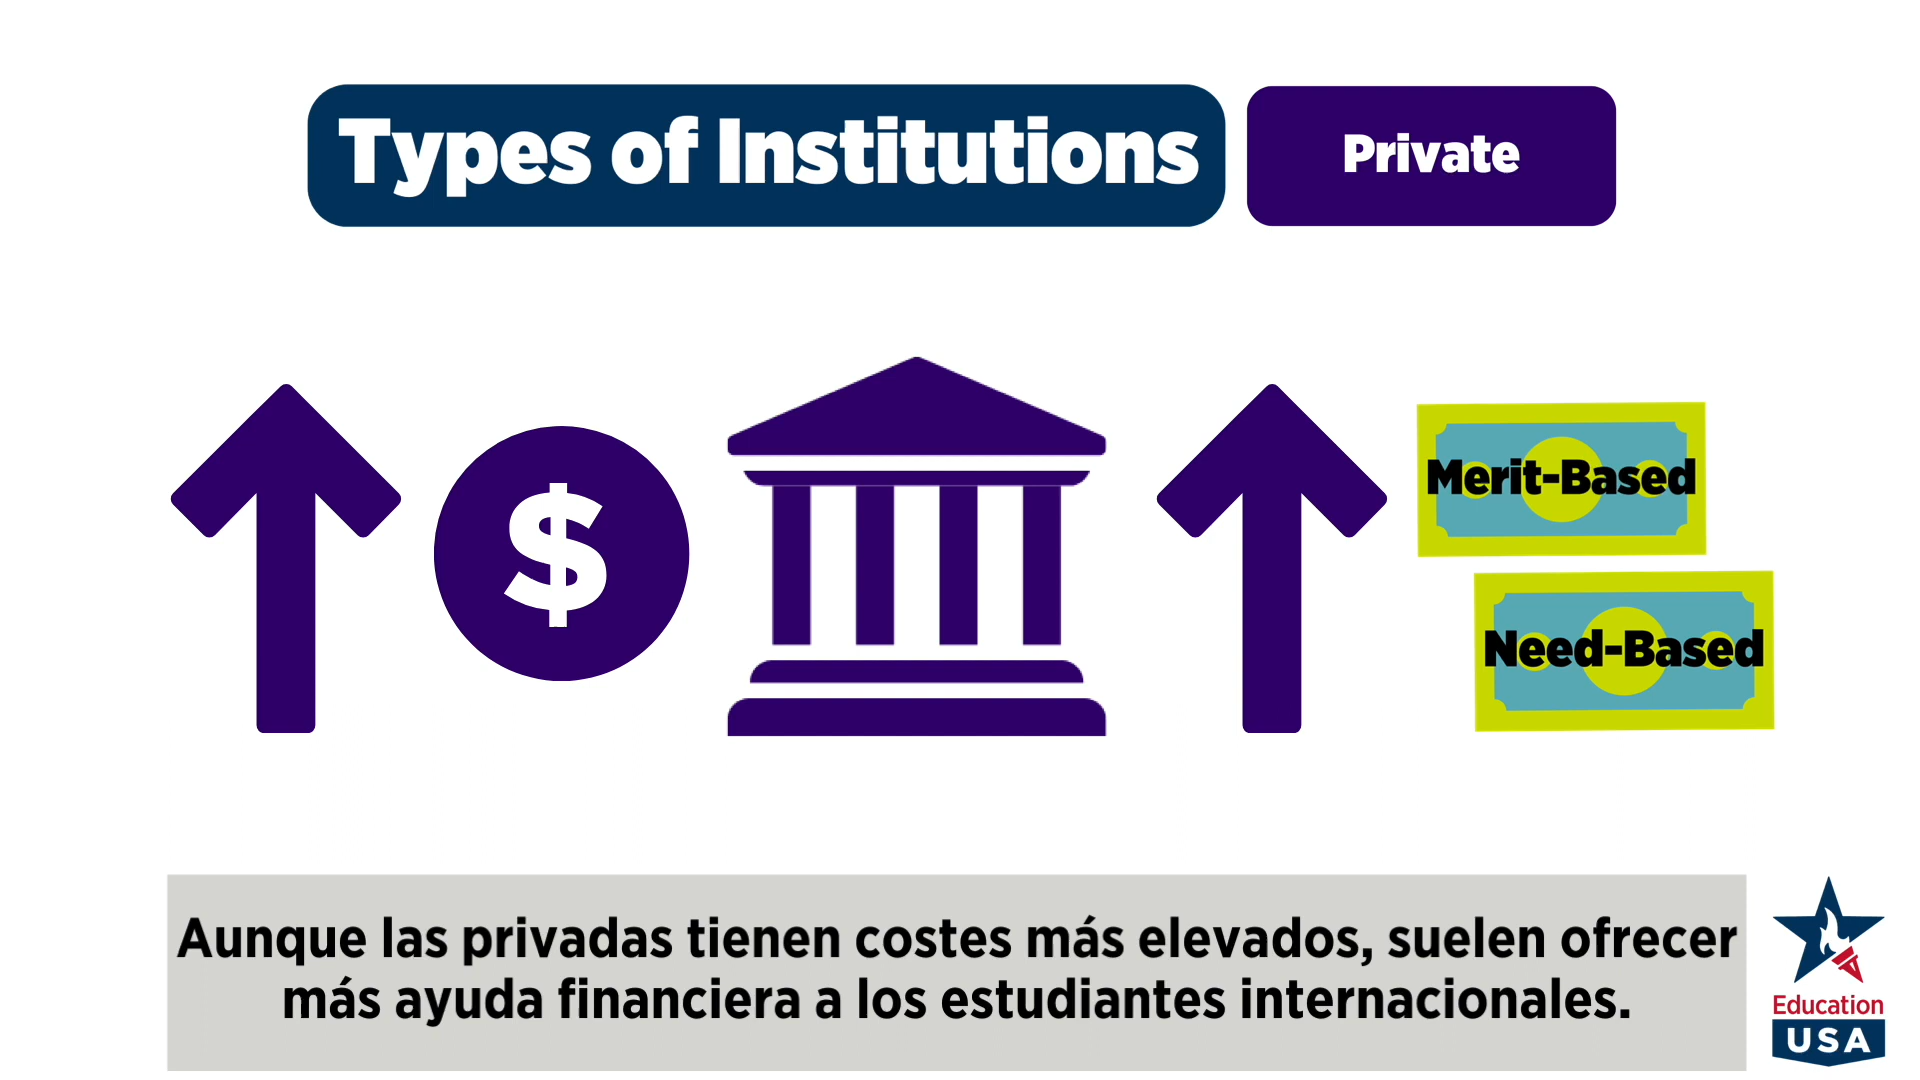 Types of Institutions
Private
$
Merit-Based
Need-Based
Aunque las privadas tienen costes más elevados, suelen ofrecer
más ayuda financiera a los estudiantes internacionales.
Education
USA